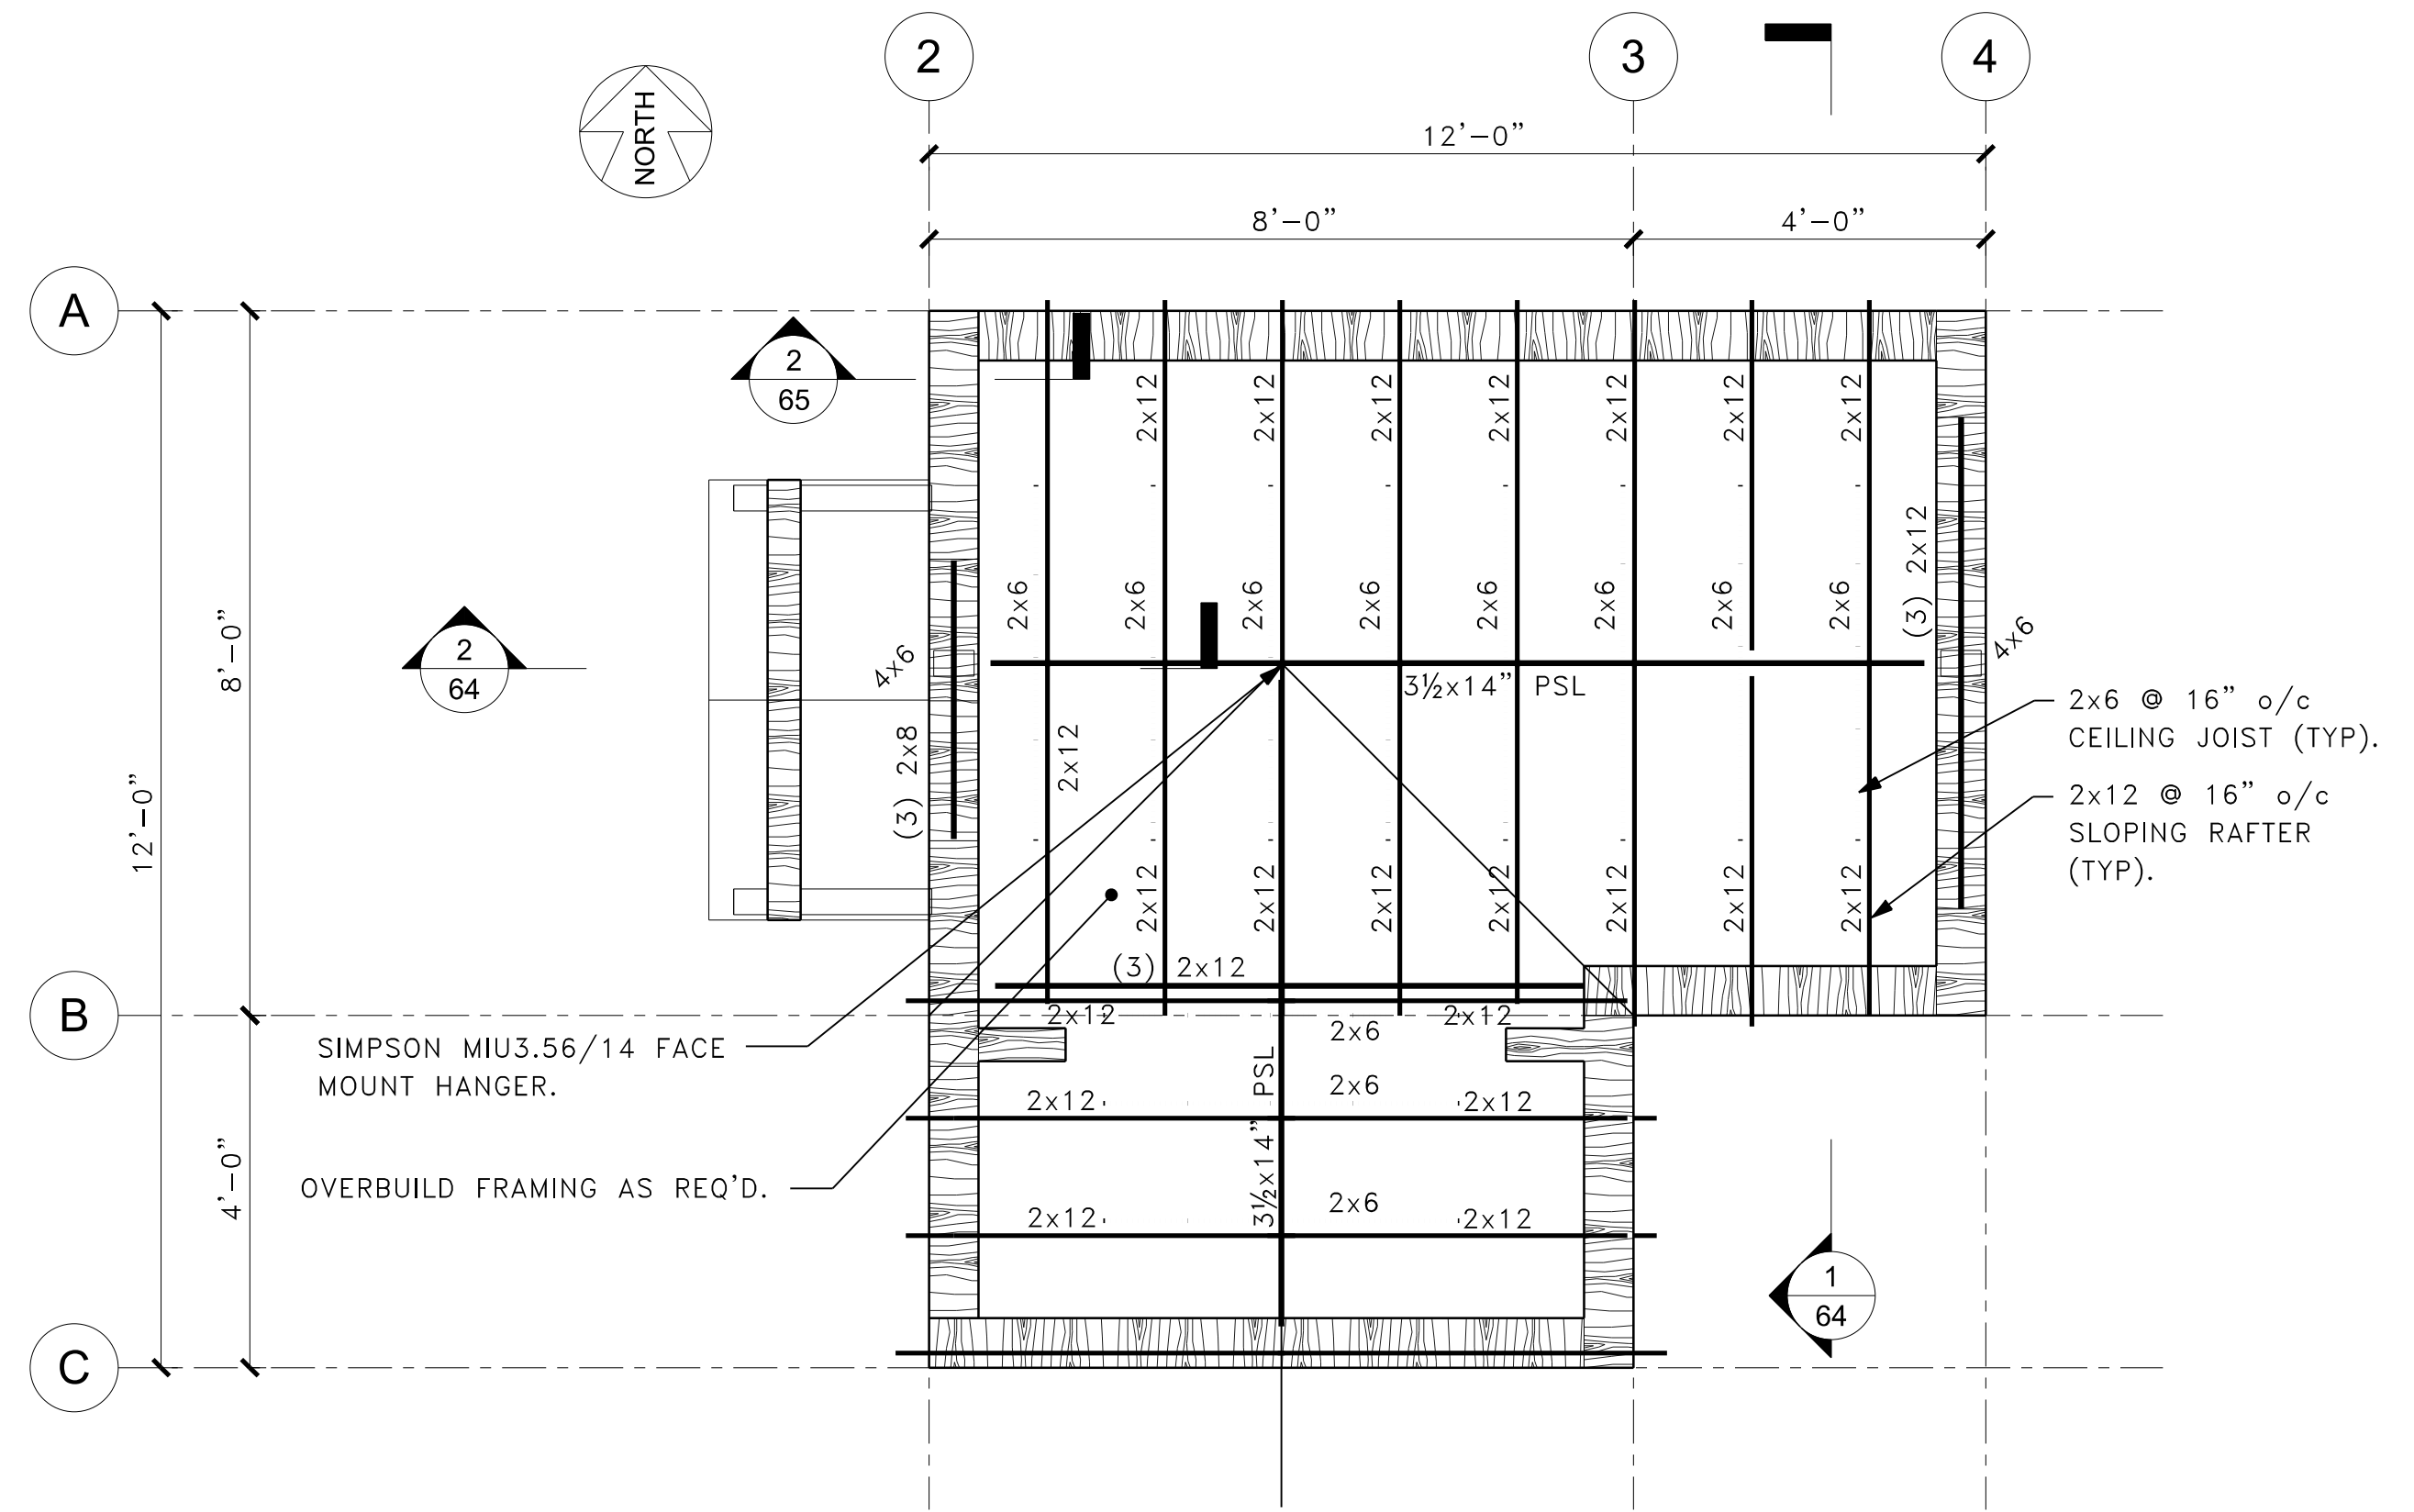 2
3
4
NORTH
12’–0”
8’–0”
4’–0”
A
2
65
2x12
2x12
2x12
2x12
2x12
2x12
2x12
2x6
2x6
2x6
2x6
2x6
2x6
2x6
2x6
(3) 2x12
2
64
8’–0”
4x6
4x6
3½x14” PSL
2x6 @ 16” o/c
CEILING JOIST (TYP).
(3) 2x8
2x12
2x12 @ 16” o/c
SLOPING RAFTER
(TYP).
12’–0”
2x12
2x12
2x12
2x12
2x12
2x12
2x12
(3) 2x12
B
2x12
2x6
2x12
SIMPSON MIU3.56/14 FACE
MOUNT HANGER.
2x12
2x6
2x12
3½x14” PSL
OVERBUILD FRAMING AS REQ’D.
4’–0”
2x12
2x6
2x12
1
64
C